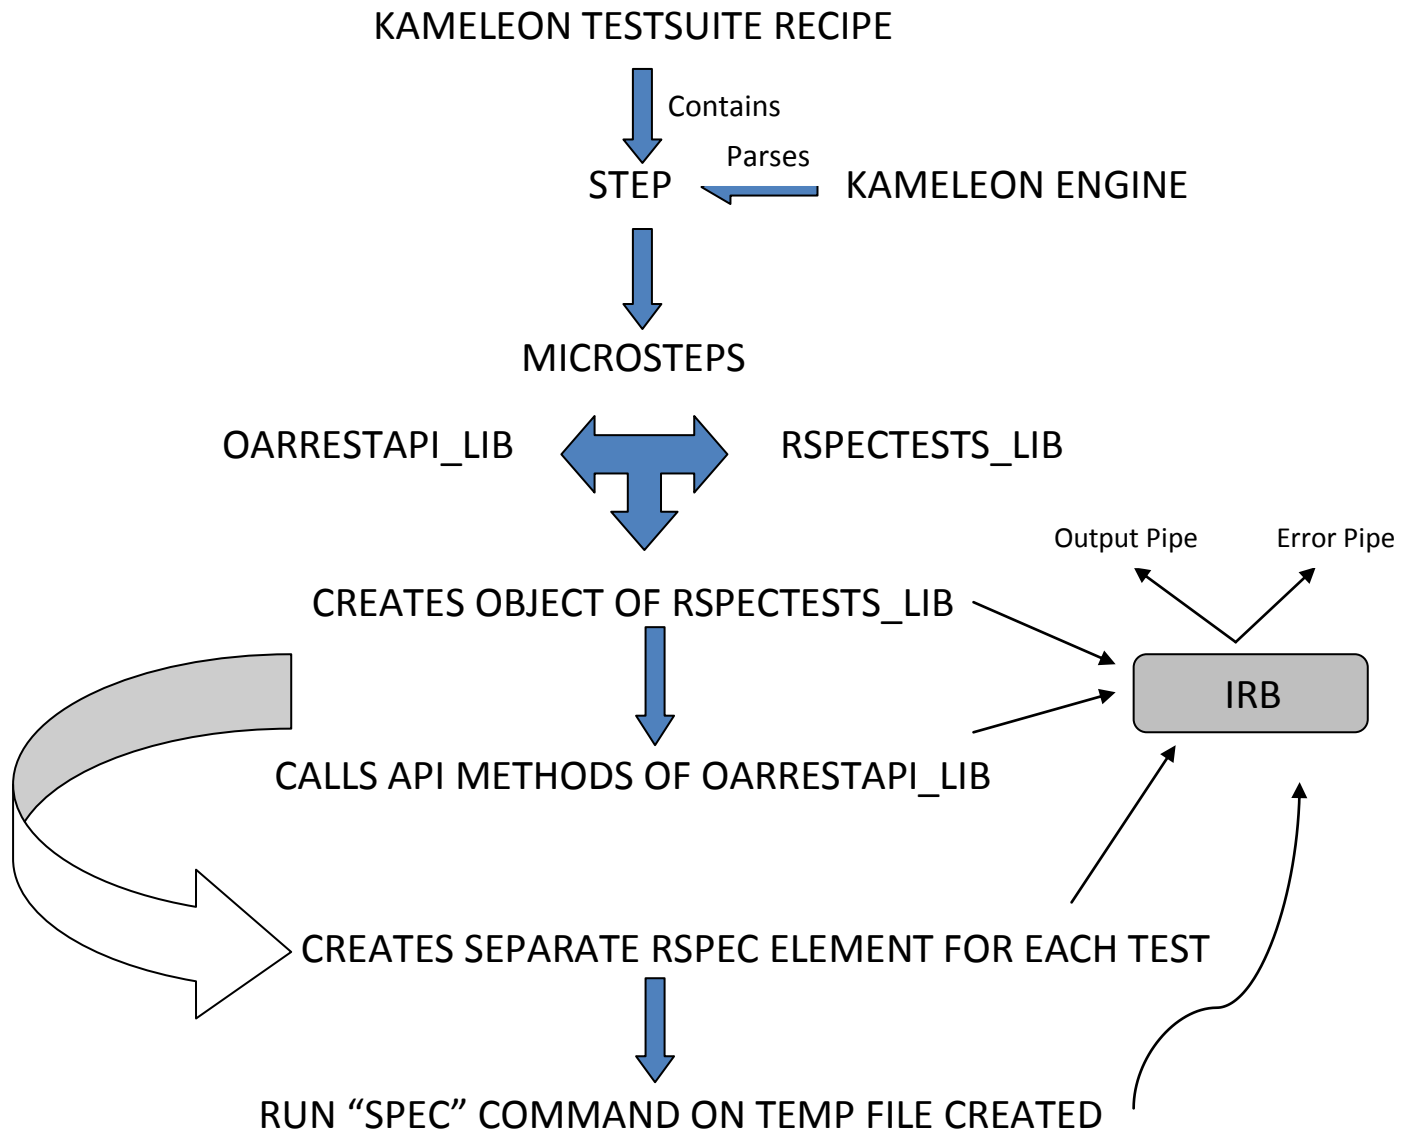 KAMELEON TESTSUITE RECIPE
Contains
Parses
STEP
KAMELEON ENGINE
MICROSTEPS
OARRESTAPI_LIB
RSPECTESTS_LIB
Output Pipe
Error Pipe
CREATES OBJECT OF RSPECTESTS_LIB
IRB
CALLS API METHODS OF OARRESTAPI_LIB
CREATES SEPARATE RSPEC ELEMENT FOR EACH TEST
RUN “SPEC” COMMAND ON TEMP FILE CREATED